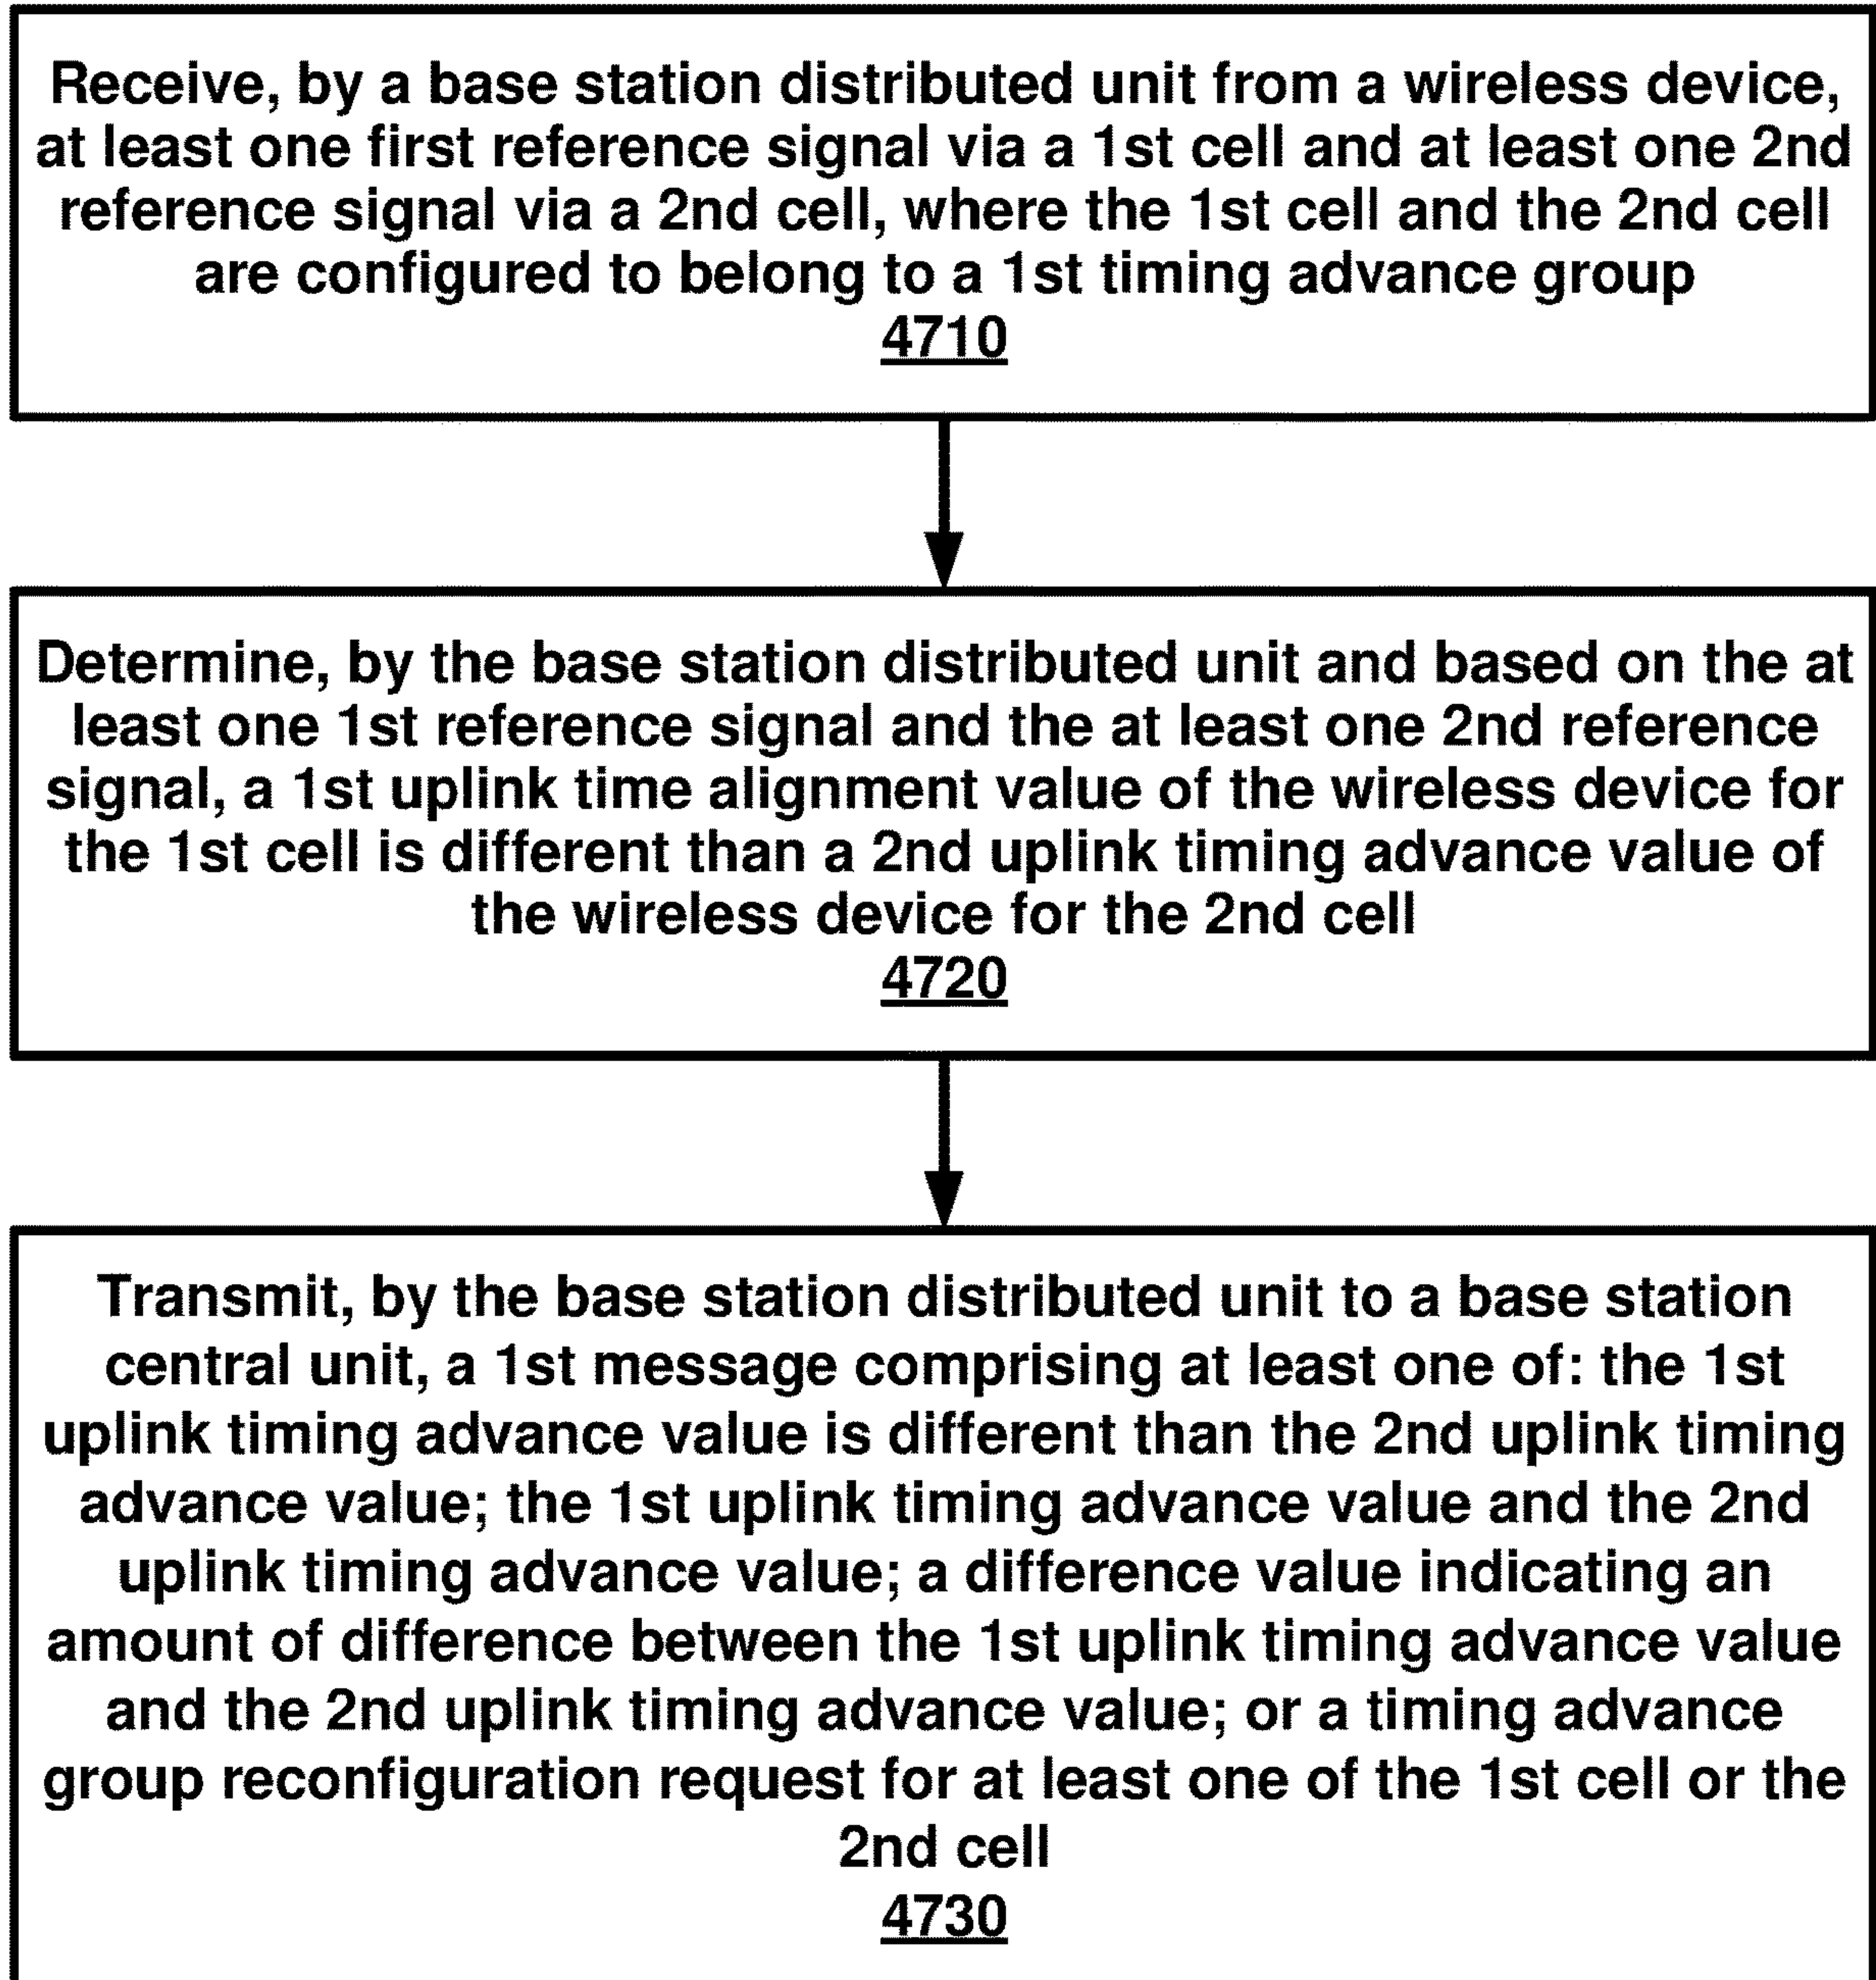 Receive, by a base station distributed unit from a wireless device,
at least one first reference signal via a 1st cell and at least one 2nd
reference signal via a 2nd cell, where the 1st cell and the 2nd cell
are configured to belong to a 1st timing advance group
4710
Determine, by the base station distributed unit and based on the at
least one 1st reference signal and the at least one 2nd reference
signal, a 1st uplink time alignment value of the wireless device for
the 1st cell is different than a 2nd uplink timing advance value of
the wireless device for the 2nd cell
4720
Transmit, by the base station distributed unit to a base station
central unit, a 1st message comprising at least one of: the 1st
uplink timing advance value is different than the 2nd uplink timing
advance value; the 1st uplink timing advance value and the 2nd
uplink timing advance value; a difference value indicating an
amount of difference between the 1st uplink timing advance value
and the 2nd uplink timing advance value; or a timing advance
group reconfiguration request for at least one of the 1st cell or the
2nd cell
4730